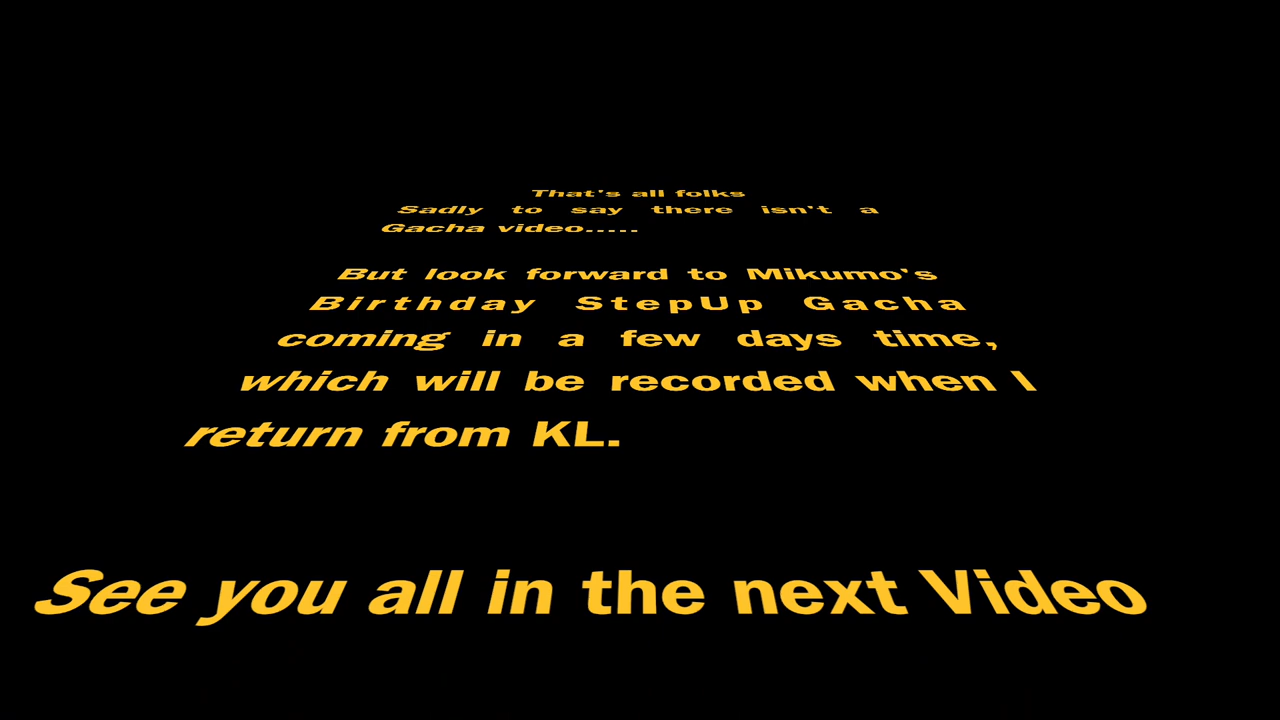 That's all folks
Sadly to say there isn't a
Gacha video.....
But look forward to Mikumo's
Birthday StepUp Gacha
coming in a few days time,
which will be recorded when I
return from KL.
See you all in the next Video